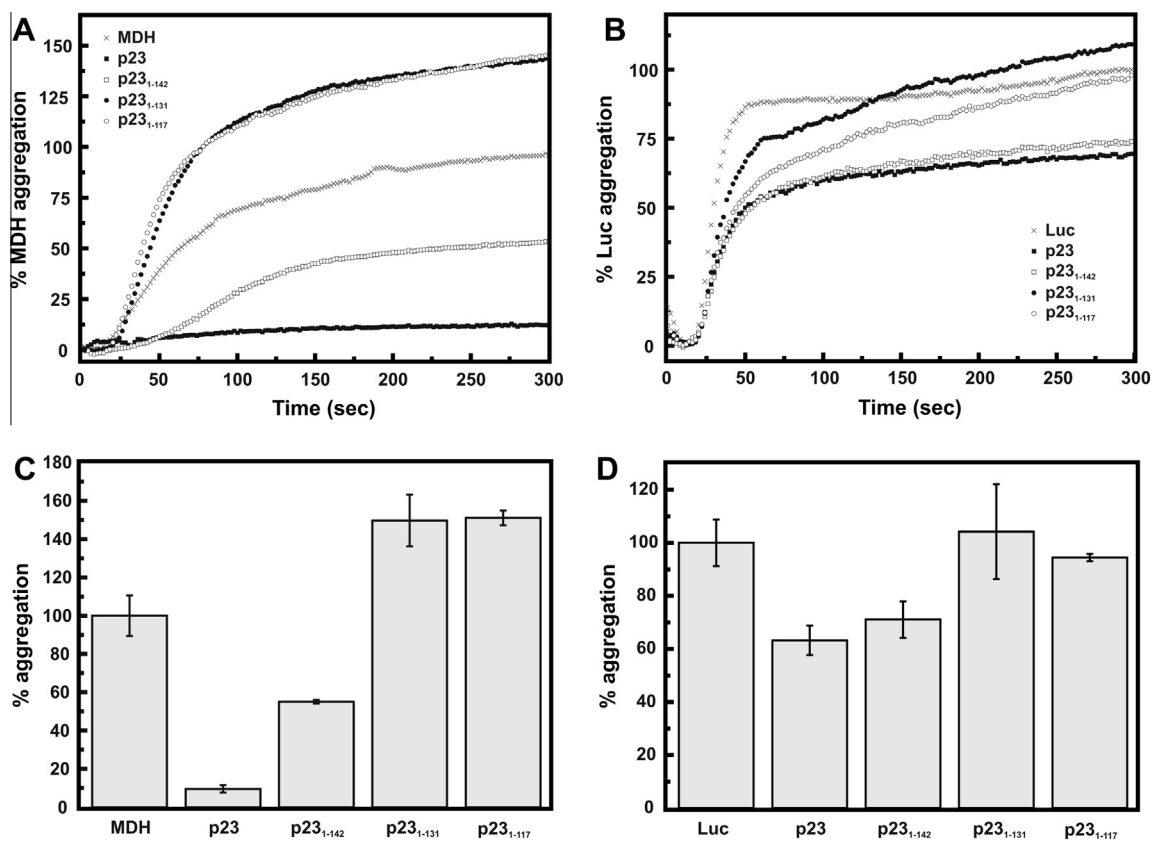 A
% MDH aggregation
150
125
100
75
50
25
0
× MDH
■ p23
□ p23₁₋₁₄₂
● p23₁₋₁₃₁
○ p23₁₋₁₁₇
0 50 100 150 200 250 300
Time (sec)
B
% Luc aggregation
100
75
50
25
0
× Luc
■ p23
□ p23₁₋₁₄₂
● p23₁₋₁₃₁
○ p23₁₋₁₁₇
0 50 100 150 200 250 300
Time (sec)
C
% aggregation
180
160
140
120
100
80
60
40
20
0
MDH p23 p23₁₋₁₄₂ p23₁₋₁₃₁ p23₁₋₁₁₇
D
% aggregation
120
100
80
60
40
20
0
Luc p23 p23₁₋₁₄₂ p23₁₋₁₃₁ p23₁₋₁₁₇